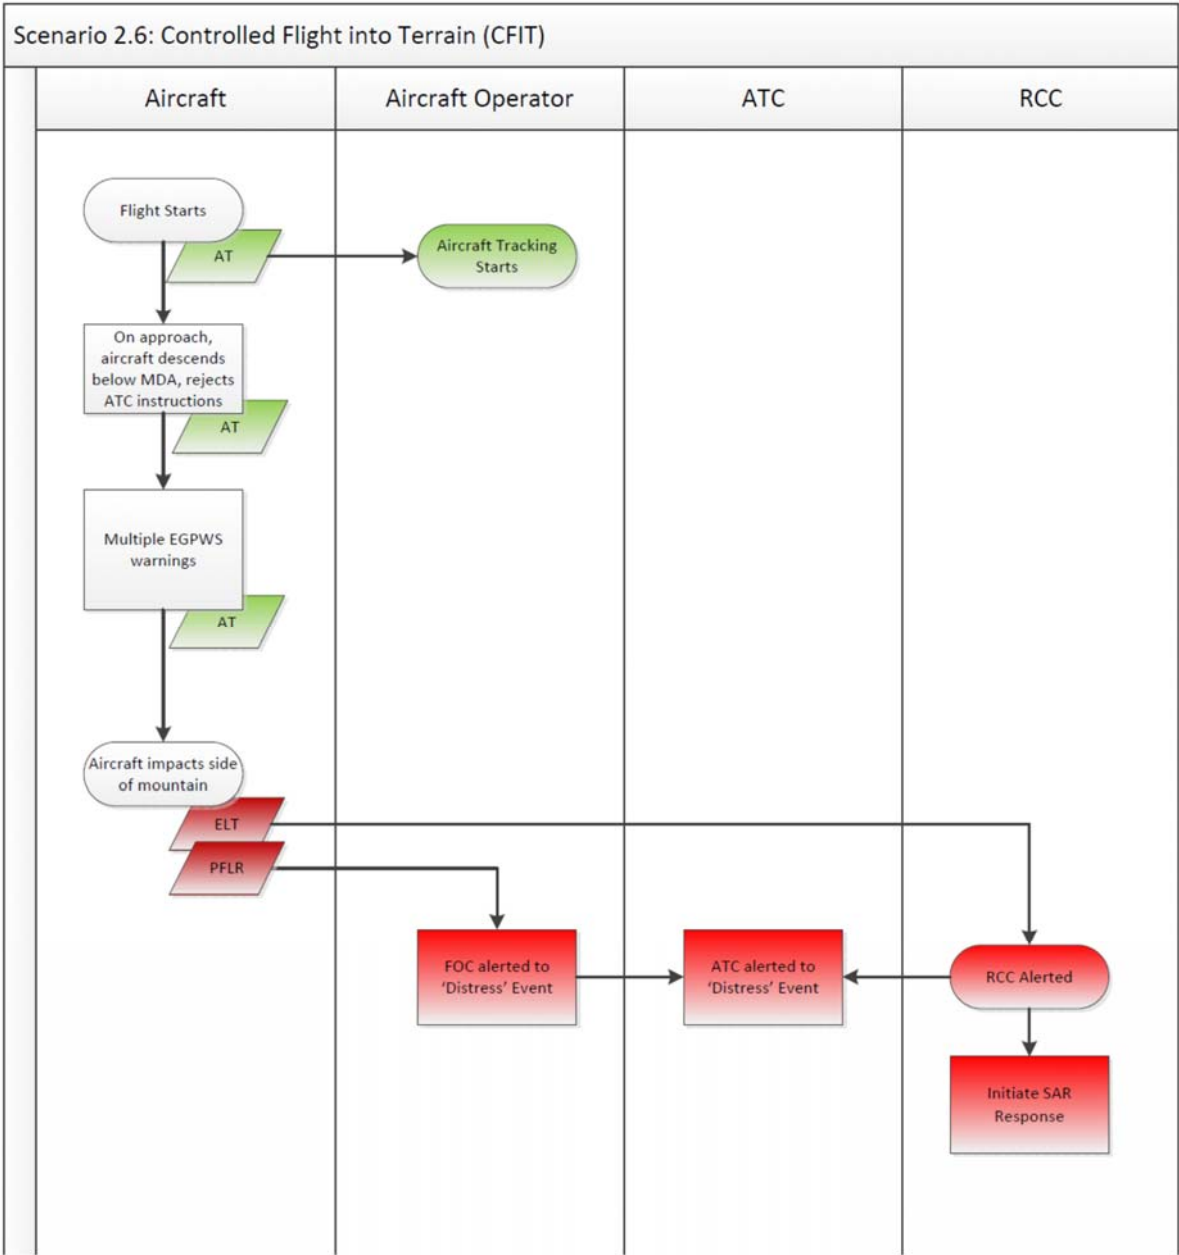 Scenario 2.6: Controlled Flight into Terrain (CFIT)
Aircraft
Aircraft Operator
ATC
RCC
Flight Starts
AT
Aircraft Tracking
Starts
On approach,
aircraft descends
below MDA, rejects
ATC instructions
AT
Multiple EGPWS
warnings
AT
Aircraft impacts side
of mountain
ELT
PFLR
FOC alerted to
‘Distress’ Event
ATC alerted to
‘Distress’ Event
RCC Alerted
Initiate SAR
Response